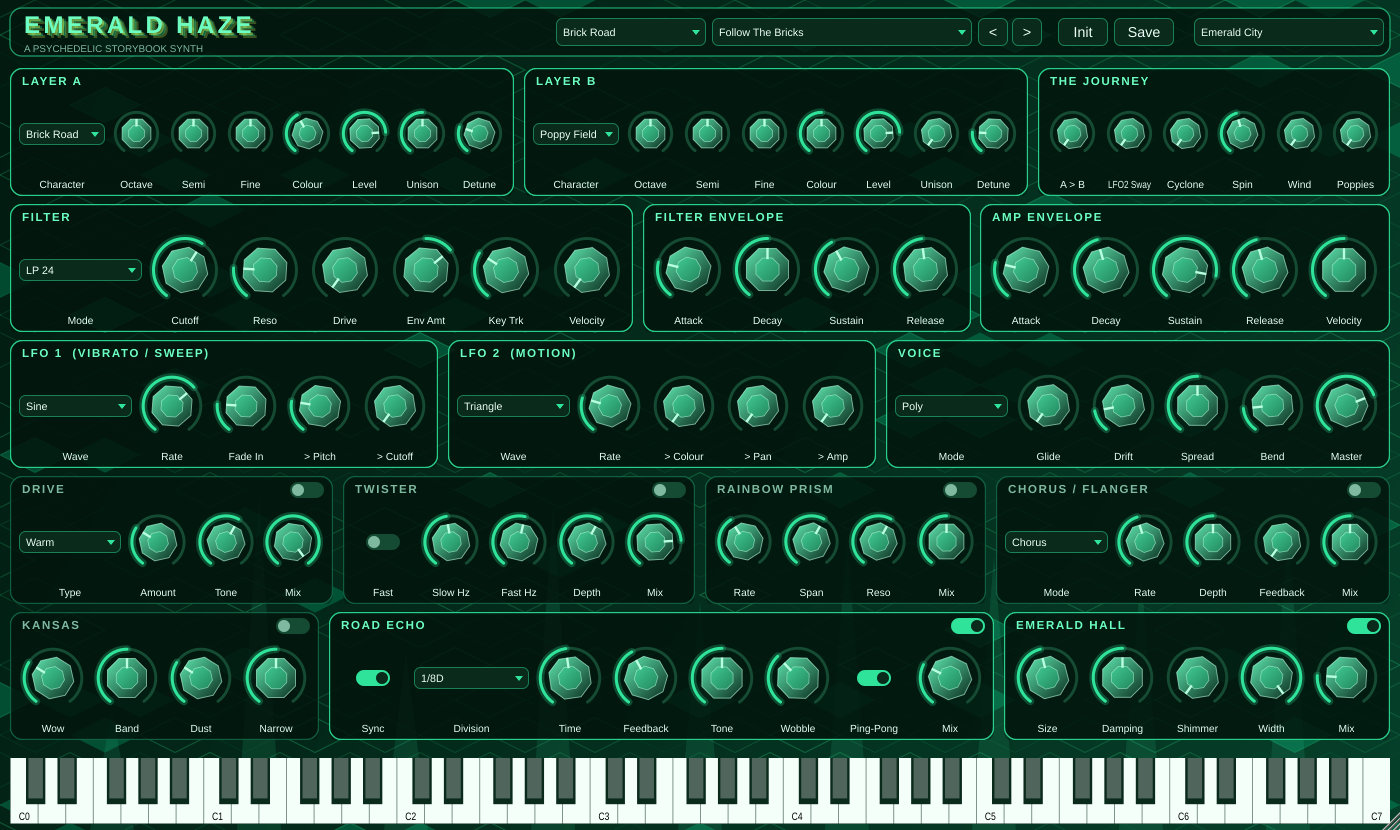 EMERALD HAZE
A PSYCHEDELIC STORYBOOK SYNTH
Brick Road Follow The Bricks < > Init Save Emerald City
LAYER A
Brick Road
Character Octave Semi Fine Colour Level Unison Detune
LAYER B
Poppy Field
Character Octave Semi Fine Colour Level Unison Detune
THE JOURNEY
A > B LFO2 Sway Cyclone Spin Wind Poppies
FILTER
LP 24
Mode Cutoff Reso Drive Env Amt Key Trk Velocity
FILTER ENVELOPE
Attack Decay Sustain Release
AMP ENVELOPE
Attack Decay Sustain Release Velocity
LFO 1 (VIBRATO / SWEEP)
Sine
Wave Rate Fade In > Pitch > Cutoff
LFO 2 (MOTION)
Triangle
Wave Rate > Colour > Pan > Amp
VOICE
Poly
Mode Glide Drift Spread Bend Master
DRIVE
Warm
Type Amount Tone Mix
TWISTER
Fast Slow Hz Fast Hz Depth Mix
RAINBOW PRISM
Rate Span Reso Mix
CHORUS / FLANGER
Chorus
Mode Rate Depth Feedback Mix
KANSAS
Wow Band Dust Narrow
ROAD ECHO
1/8D
Sync Division Time Feedback Tone Wobble Ping-Pong Mix
EMERALD HALL
Size Damping Shimmer Width Mix
C0 C1 C2 C3 C4 C5 C6 C7